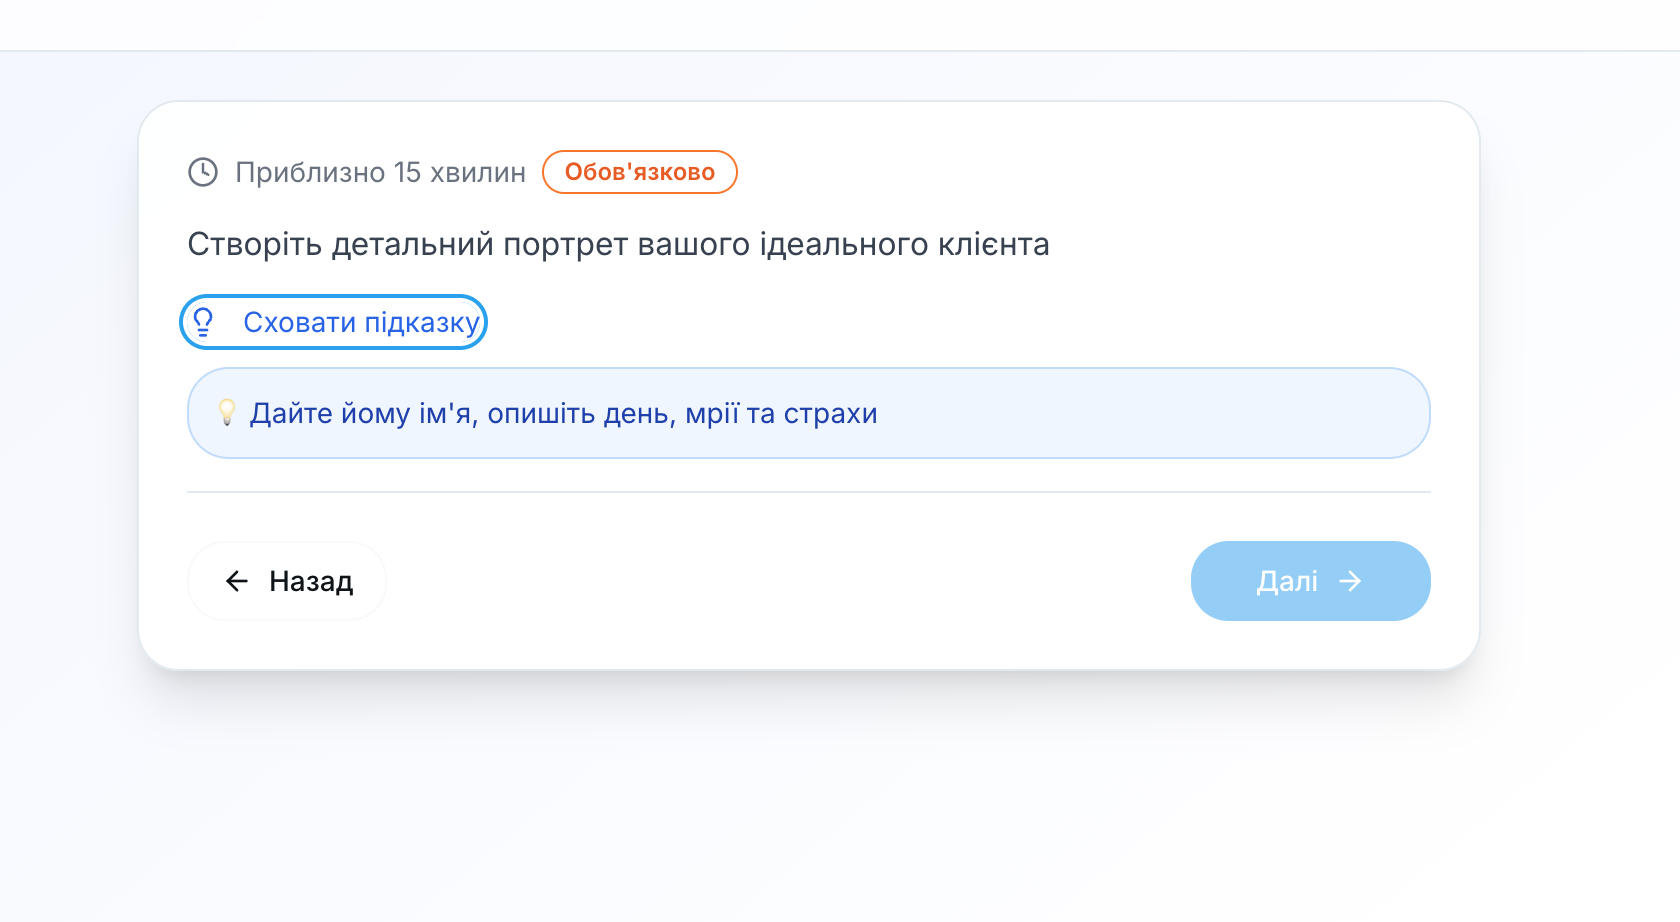 Приблизно 15 хвилин Обов'язково
Створіть детальний портрет вашого ідеального клієнта
Сховати підказку
💡 Дайте йому ім'я, опишіть день, мрії та страхи
← Назад
Далі →